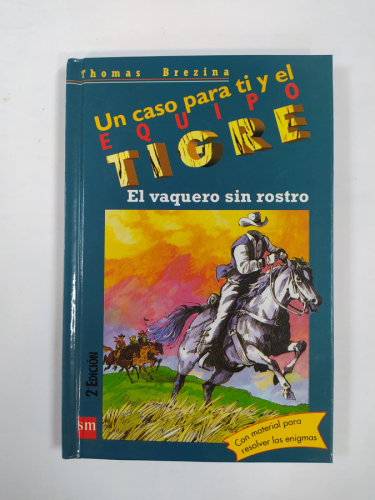 Thomas Brezina
Un caso para ti y el
EQUIPO
TIGRE
El vaquero sin rostro
2ª EDICIÓN
sm
Con material para
resolver los enigmas